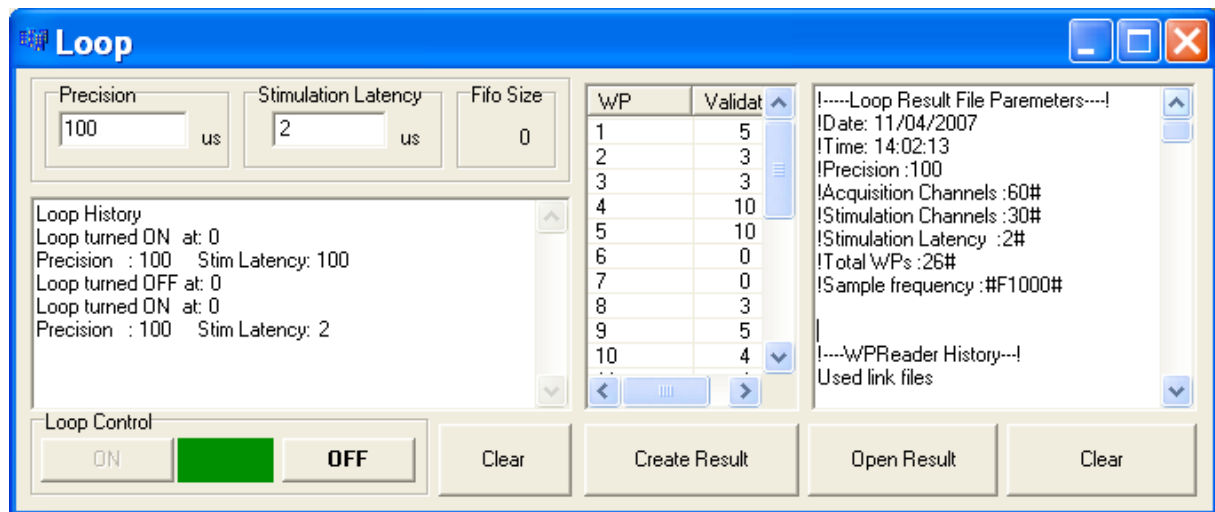 Loop
Precision
100 us
Stimulation Latency
2 us
Fifo Size
0
Loop History
Loop turned ON at: 0
Precision : 100 Stim Latency: 100
Loop turned OFF at: 0
Loop turned ON at: 0
Precision : 100 Stim Latency: 2
WP Validat
1 5
2 3
3 3
4 10
5 10
6 0
7 0
8 3
9 5
10 4
!-----Loop Result File Paremeters----!
!Date: 11/04/2007
!Time: 14:02:13
!Precision :100
!Acquisition Channels :60#
!Stimulation Channels :30#
!Stimulation Latency :2#
!Total WPs :26#
!Sample frequency :#F1000#
!----WPReader History---!
Used link files
Loop Control
ON
OFF
Clear
Create Result
Open Result
Clear